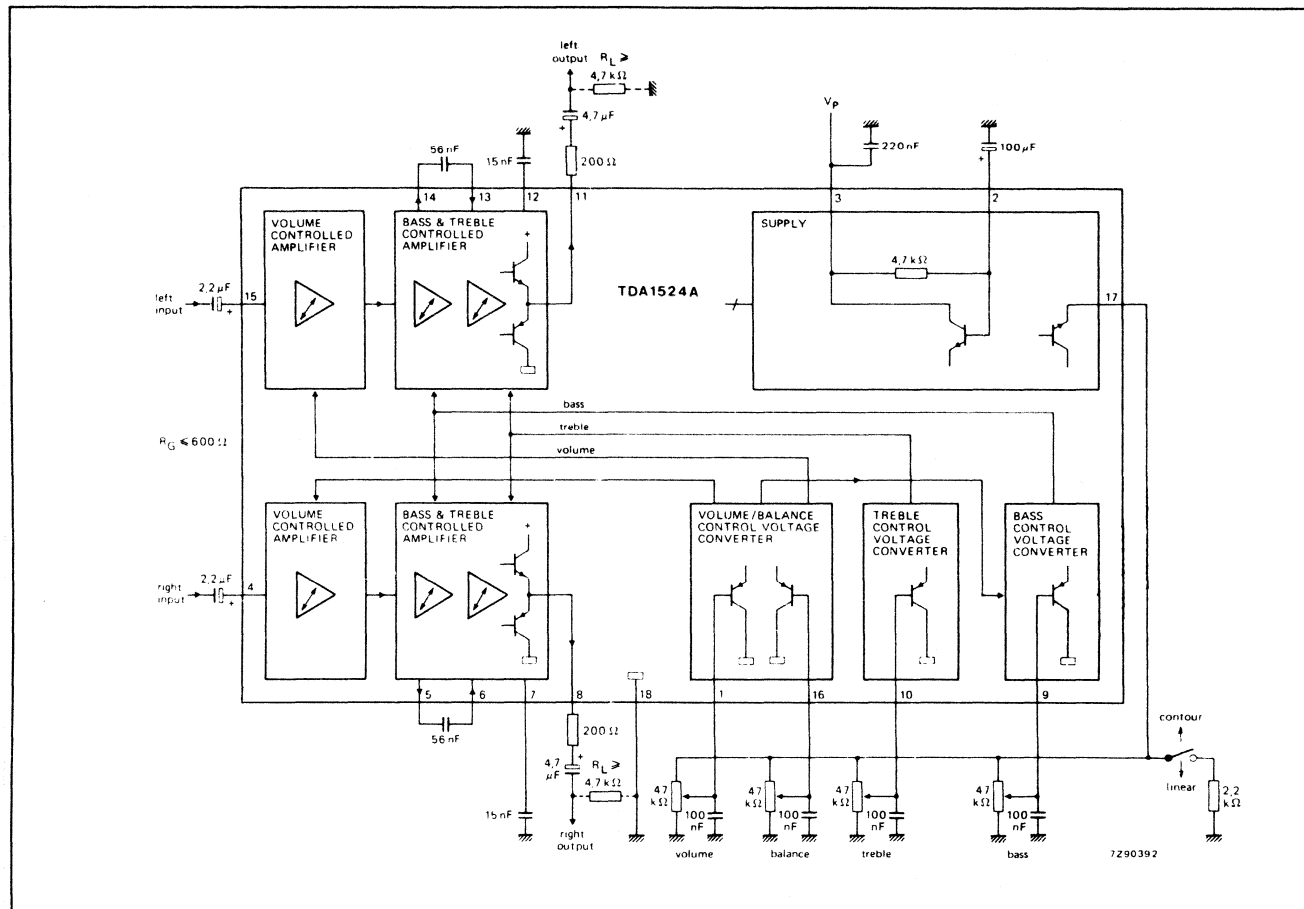 left
output
R_L ⩾
4,7 kΩ
4,7 µF
+
200 Ω
56 nF
15 nF
14
13
12
11
V_P
220 nF
100 µF
+
3
2
VOLUME
CONTROLLED
AMPLIFIER
BASS & TREBLE
CONTROLLED
AMPLIFIER
+
SUPPLY
4,7 kΩ
TDA1524A
17
left
input
2,2 µF
+
15
bass
treble
volume
R_G ⩽ 600 Ω
VOLUME
CONTROLLED
AMPLIFIER
BASS & TREBLE
CONTROLLED
AMPLIFIER
+
VOLUME/BALANCE
CONTROL VOLTAGE
CONVERTER
TREBLE
CONTROL
VOLTAGE
CONVERTER
BASS
CONTROL
VOLTAGE
CONVERTER
right
input
2,2 µF
+
4
5
6
7
8
18
1
16
10
9
56 nF
200 Ω
4,7
µF
+
R_L ⩾
4,7 kΩ
15 nF
right
output
contour
linear
2,2
kΩ
47
kΩ
100
nF
47
kΩ
100
nF
47
kΩ
100
nF
47
kΩ
100
nF
volume
balance
treble
bass
7Z90392